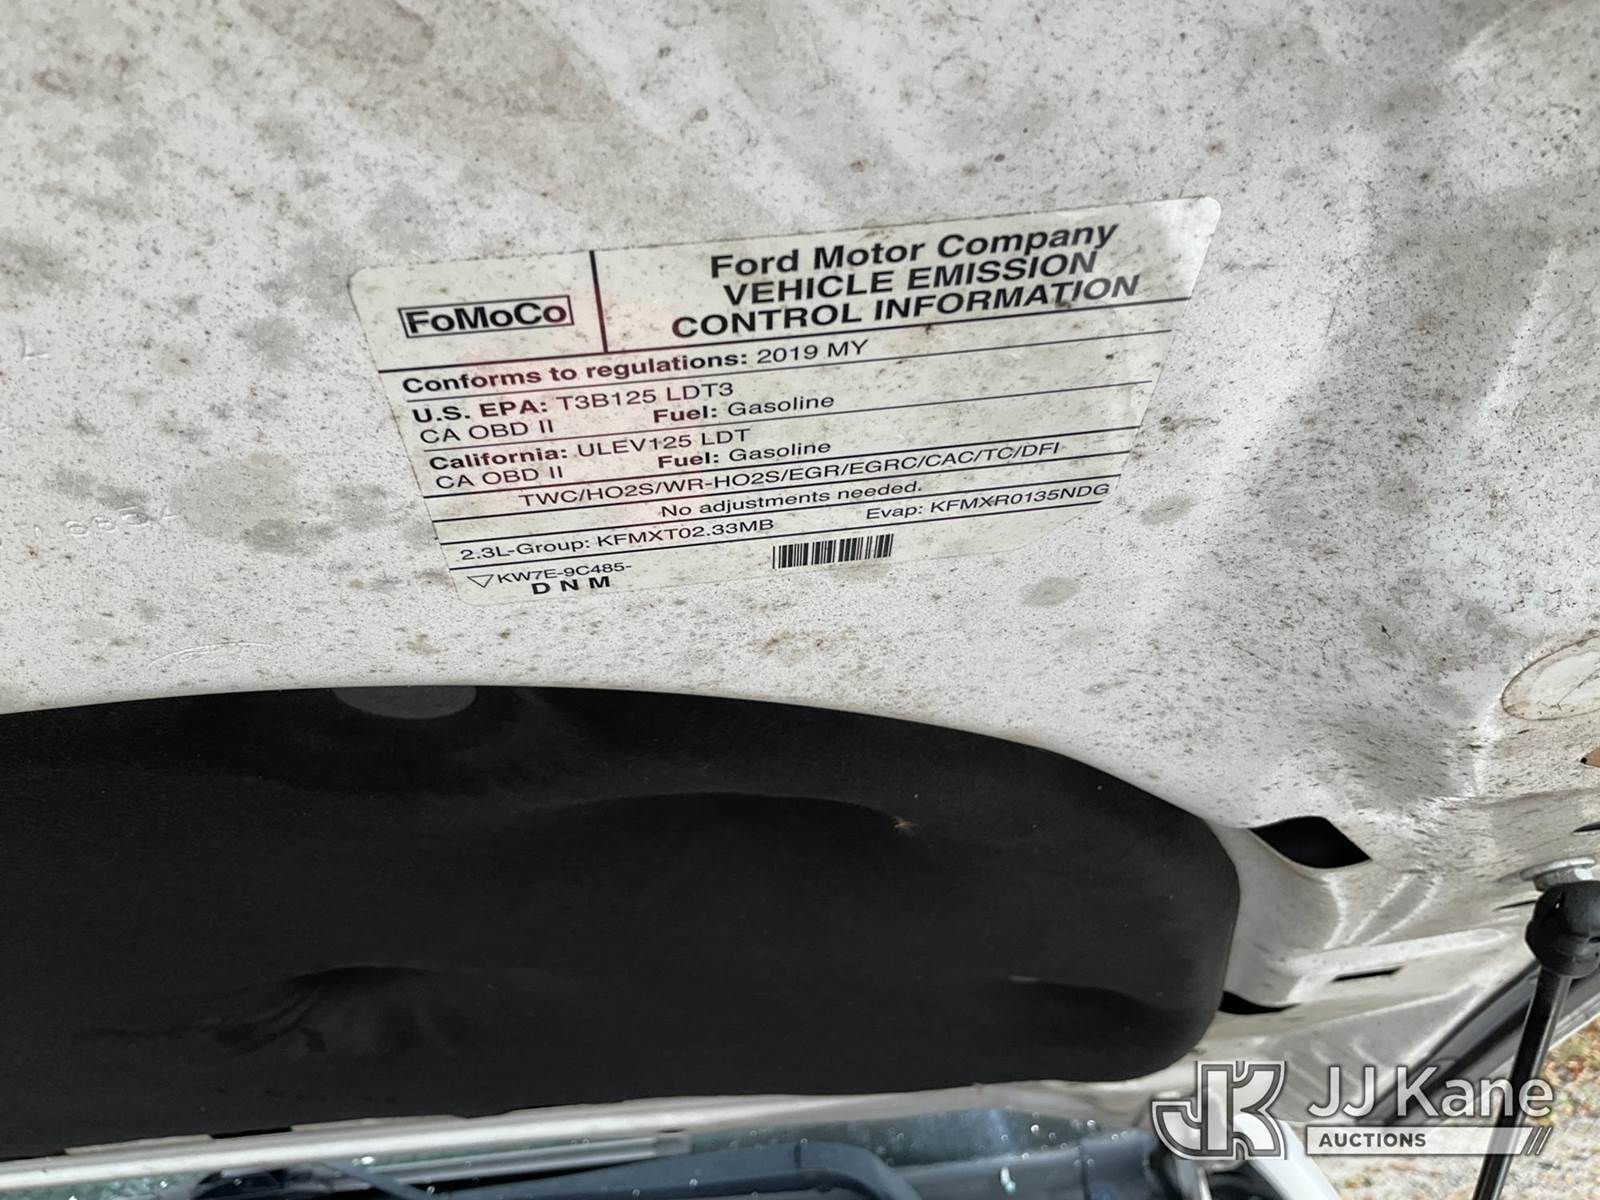 FoMoCo
Ford Motor Company
VEHICLE EMISSION
CONTROL INFORMATION
Conforms to regulations: 2019 MY
U.S. EPA: T3B125 LDT3
CA OBD II Fuel: Gasoline
California: ULEV125 LDT
CA OBD II Fuel: Gasoline
TWC/HO2S/WR-HO2S/EGR/EGRC/CAC/TC/DFI
No adjustments needed.
2.3L-Group: KFMXT02.33MB Evap: KFMXR0135NDG
KW7E-9C485-
D N M
JK JJ Kane
AUCTIONS